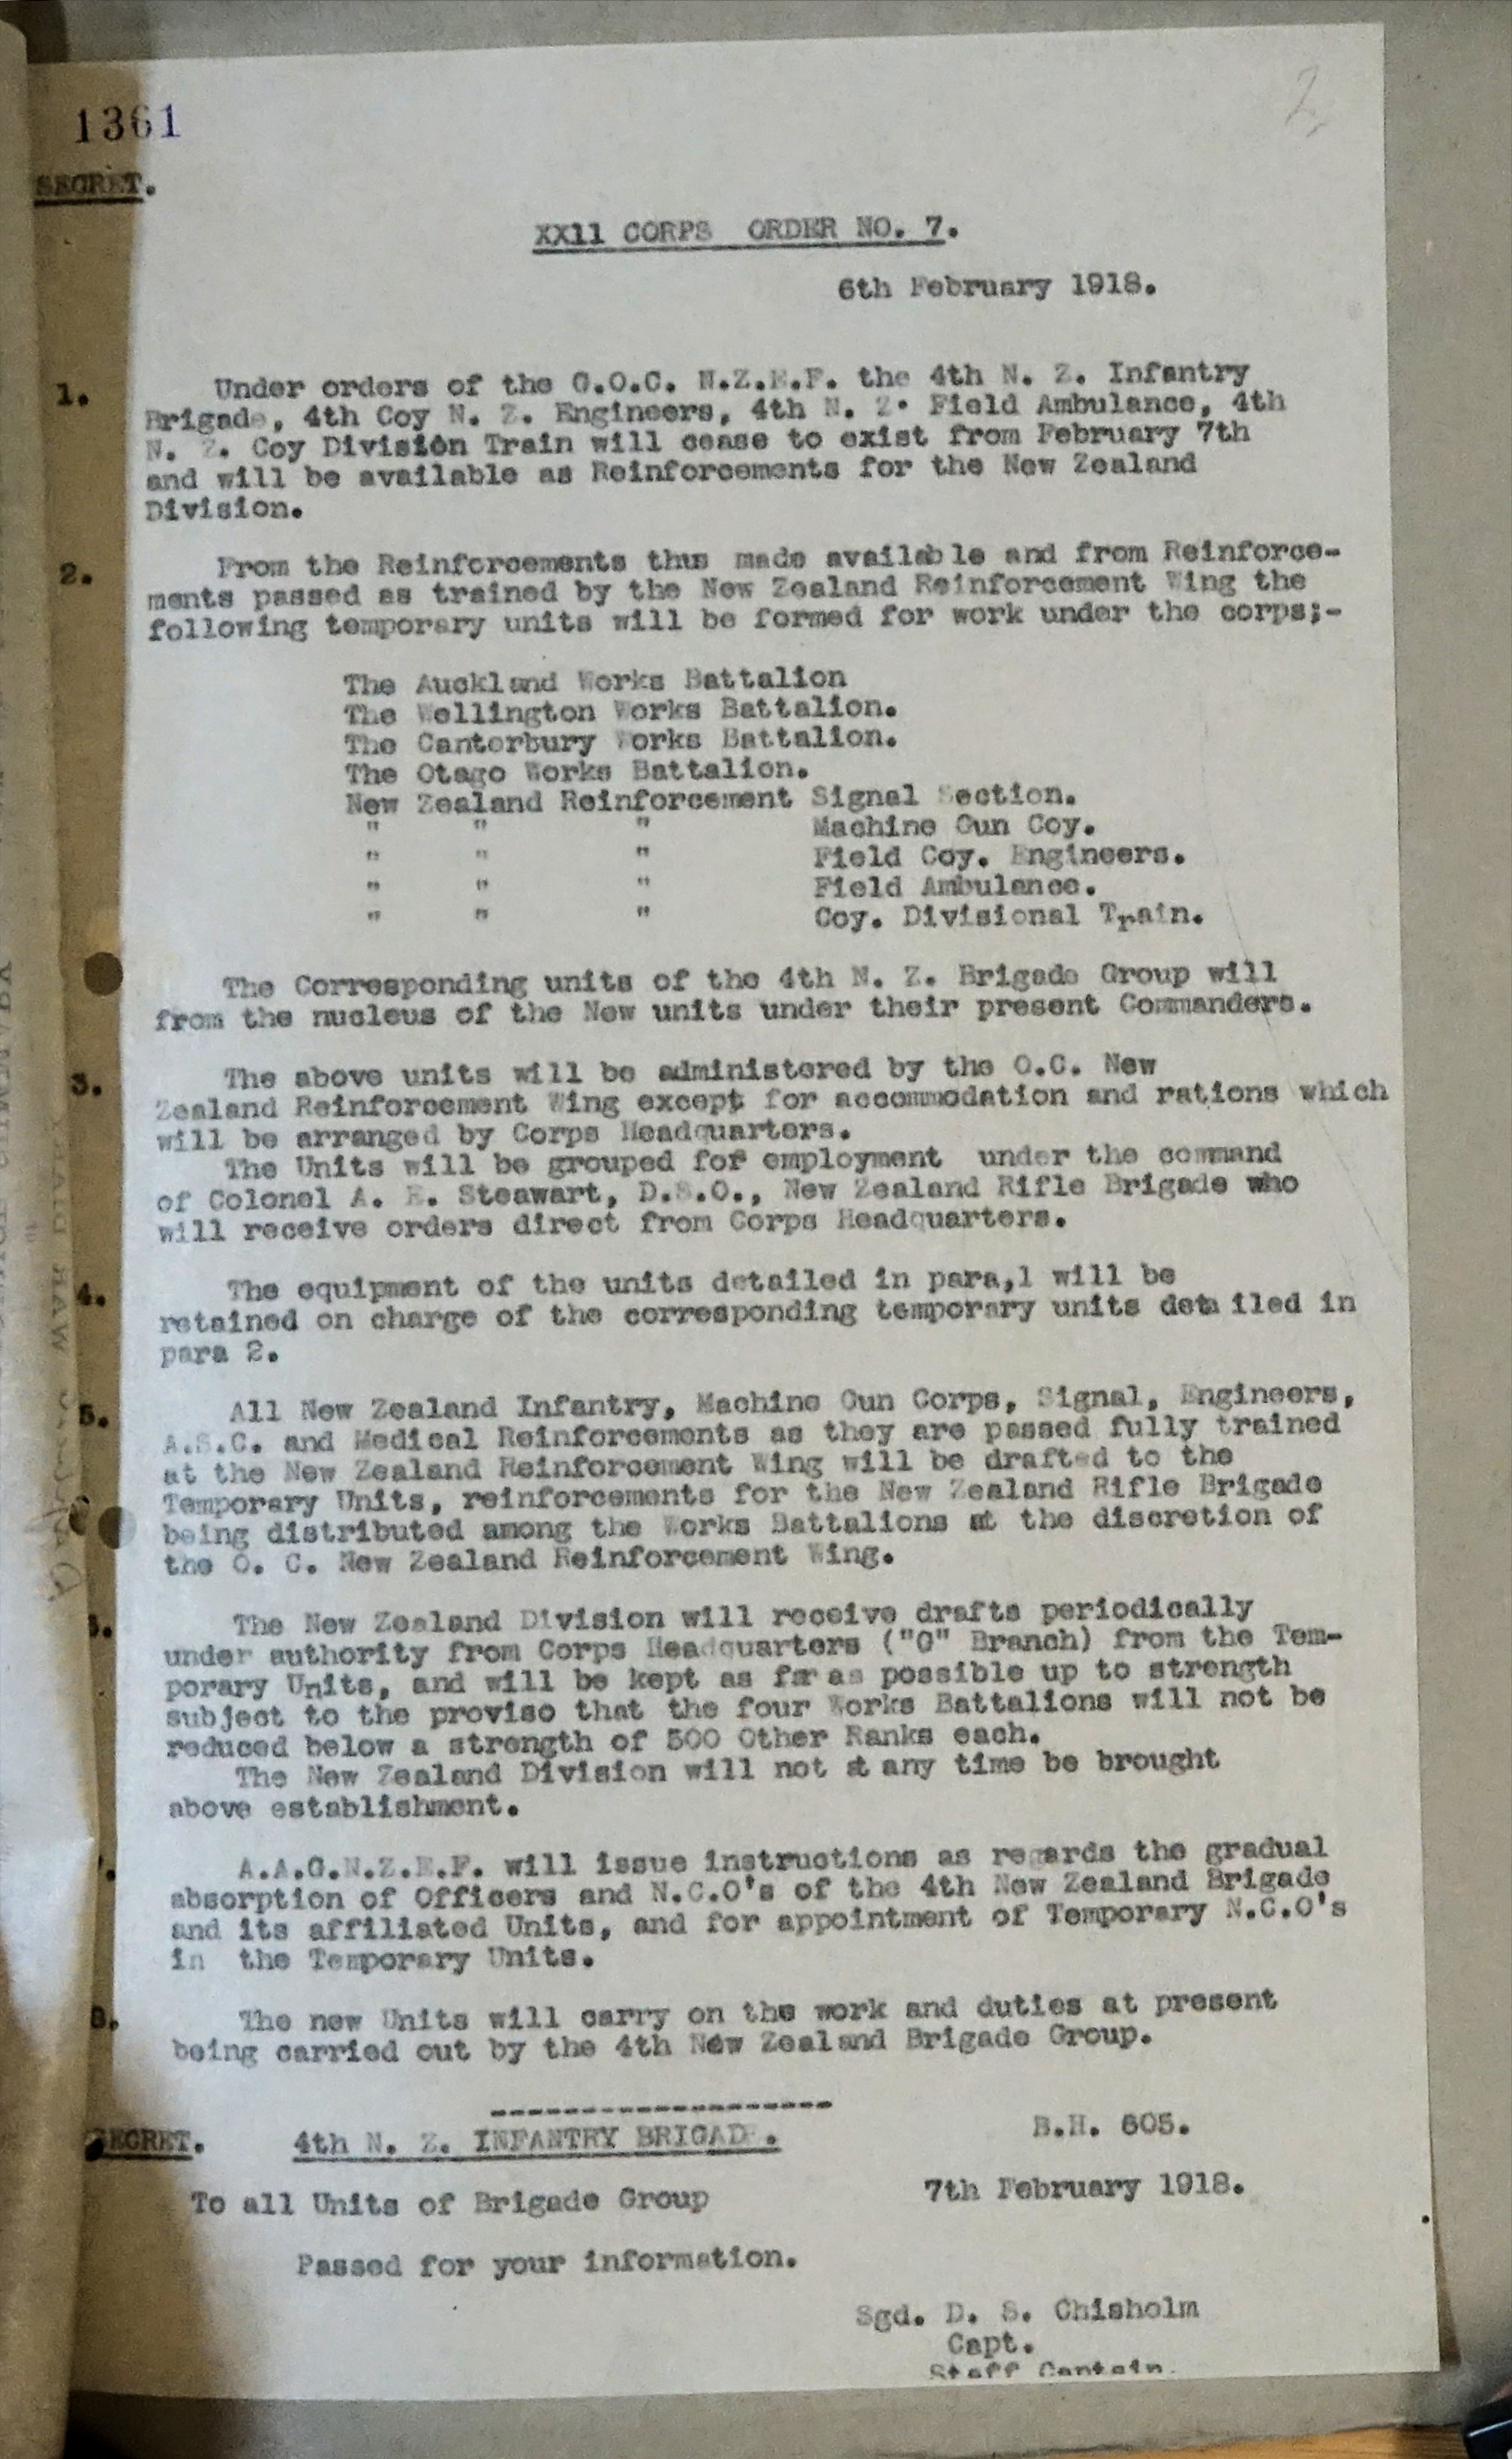 1361
2
SECRET.
XX11 CORPS ORDER NO. 7.
6th February 1918.
1. Under orders of the G.O.C. N.Z.E.F. the 4th N. Z. Infantry
Brigade, 4th Coy N. Z. Engineers, 4th N. Z. Field Ambulance, 4th
N. Z. Coy Division Train will cease to exist from February 7th
and will be available as Reinforcements for the New Zealand
Division.
2. From the Reinforcements thus made available and from Reinforce-
ments passed as trained by the New Zealand Reinforcement Wing the
following temporary units will be formed for work under the corps;-
The Auckland Works Battalion
The Wellington Works Battalion.
The Canterbury Works Battalion.
The Otago Works Battalion.
New Zealand Reinforcement Signal Section.
" " " Machine Gun Coy.
" " " Field Coy. Engineers.
" " " Field Ambulance.
" " " Coy. Divisional Train.
The Corresponding units of the 4th N. Z. Brigade Group will
from the nucleus of the New units under their present Commanders.
3. The above units will be administered by the O.C. New
Zealand Reinforcement Wing except for accommodation and rations which
will be arranged by Corps Headquarters.
The Units will be grouped for employment under the command
of Colonel A. E. Steawart, D.S.O., New Zealand Rifle Brigade who
will receive orders direct from Corps Headquarters.
4. The equipment of the units detailed in para,1 will be
retained on charge of the corresponding temporary units detailed in
para 2.
5. All New Zealand Infantry, Machine Gun Corps, Signal, Engineers,
A.S.C. and Medical Reinforcements as they are passed fully trained
at the New Zealand Reinforcement Wing will be drafted to the
Temporary Units, reinforcements for the New Zealand Rifle Brigade
being distributed among the Works Battalions at the discretion of
the O. C. New Zealand Reinforcement Wing.
6. The New Zealand Division will receive drafts periodically
under authority from Corps Headquarters ("G" Branch) from the Tem-
porary Units, and will be kept as far as possible up to strength
subject to the proviso that the four Works Battalions will not be
reduced below a strength of 500 Other Ranks each.
The New Zealand Division will not at any time be brought
above establishment.
. A.A.G.N.Z.E.F. will issue instructions as regards the gradual
absorption of Officers and N.C.O's of the 4th New Zealand Brigade
and its affiliated Units, and for appointment of Temporary N.C.O's
in the Temporary Units.
8. The new Units will carry on the work and duties at present
being carried out by the 4th New Zealand Brigade Group.
-------------------
SECRET. 4th N. Z. INFANTRY BRIGADE. B.H. 605.
To all Units of Brigade Group 7th February 1918.
Passed for your information.
Sgd. D. S. Chisholm
Capt.
Staff Captain.